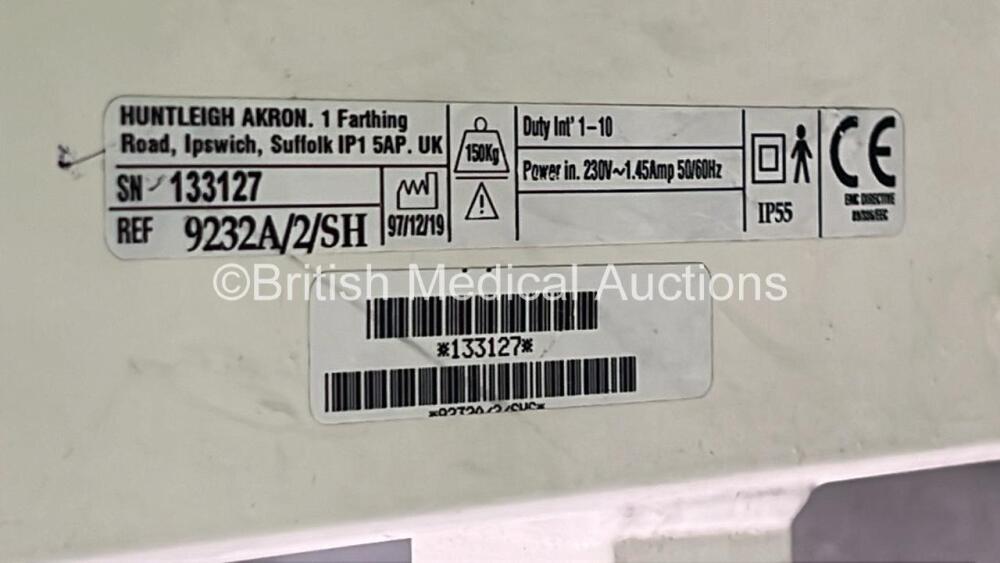 HUNTLEIGH AKRON. 1 Farthing
Road, Ipswich, Suffolk IP1 5AP. UK
SN 133127
REF 9232A/2/SH
97/12/19
150Kg
Duty Int' 1-10
Power in. 230V~1.45Amp 50/60Hz
IP55
CE
EMC DIRECTIVE
©British Medical Auctions
*133127*